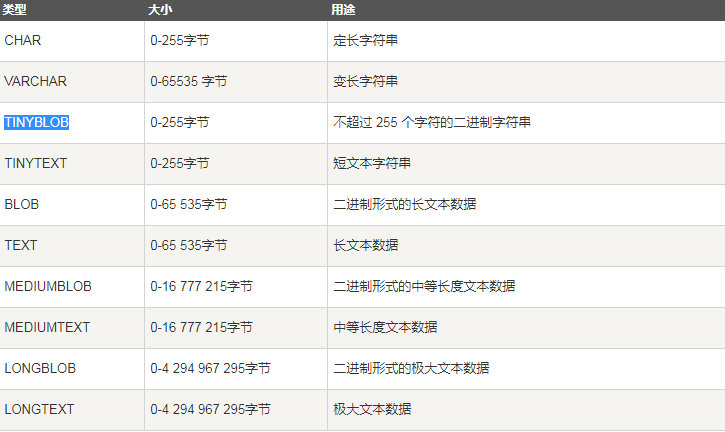 类型 大小 用途
CHAR 0-255字节 定长字符串
VARCHAR 0-65535 字节 变长字符串
TINYBLOB 0-255字节 不超过 255 个字符的二进制字符串
TINYTEXT 0-255字节 短文本字符串
BLOB 0-65 535字节 二进制形式的长文本数据
TEXT 0-65 535字节 长文本数据
MEDIUMBLOB 0-16 777 215字节 二进制形式的中等长度文本数据
MEDIUMTEXT 0-16 777 215字节 中等长度文本数据
LONGBLOB 0-4 294 967 295字节 二进制形式的极大文本数据
LONGTEXT 0-4 294 967 295字节 极大文本数据